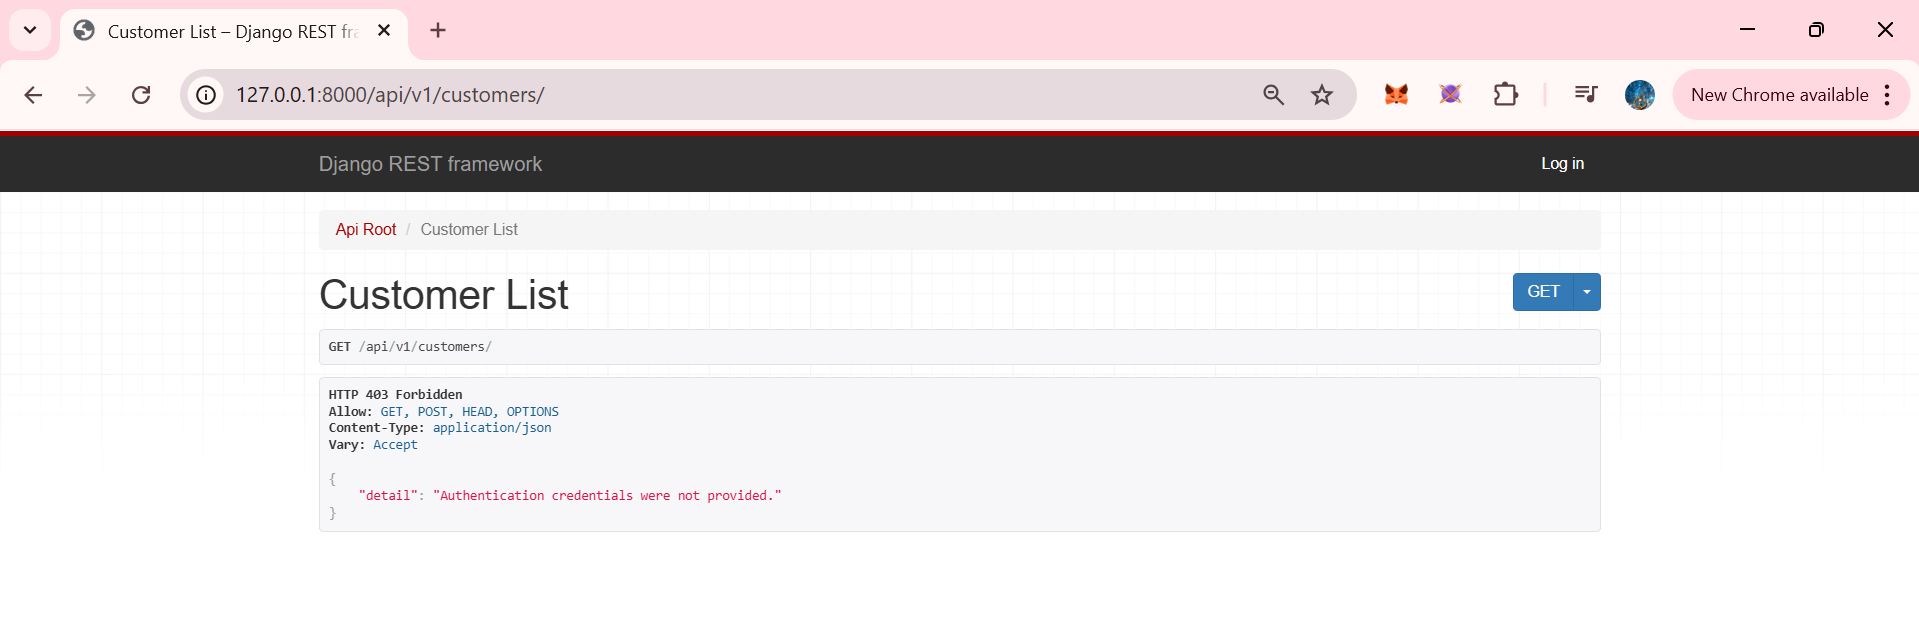 Customer List – Django REST fra
127.0.0.1:8000/api/v1/customers/
New Chrome available
Django REST framework
Log in
Api Root / Customer List
Customer List
GET
GET /api/v1/customers/
HTTP 403 Forbidden
Allow: GET, POST, HEAD, OPTIONS
Content-Type: application/json
Vary: Accept
{
"detail": "Authentication credentials were not provided."
}